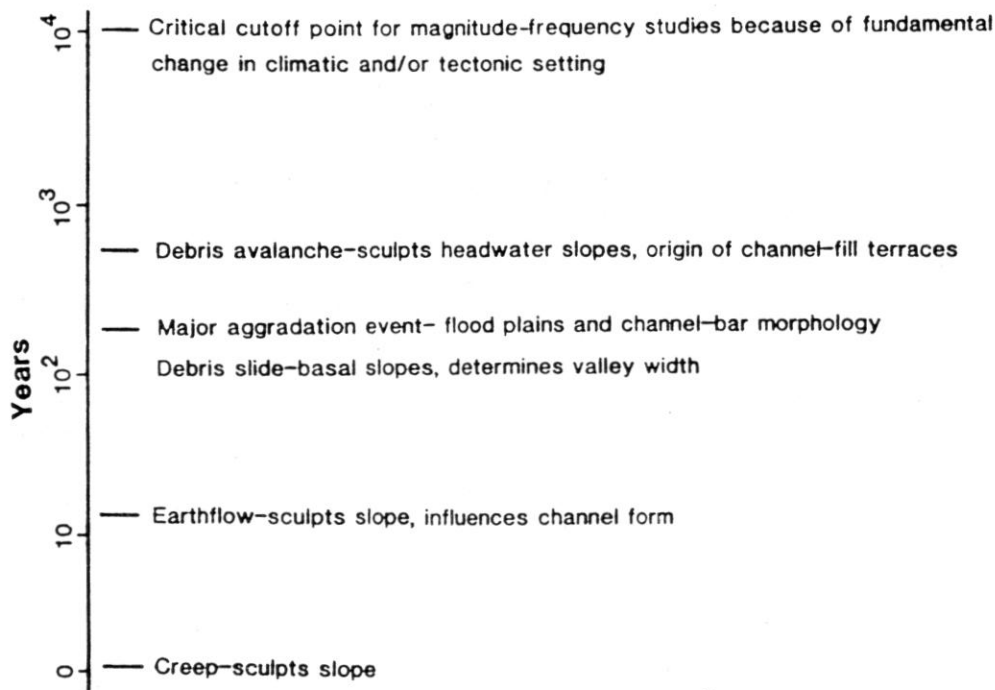 10⁴
Critical cutoff point for magnitude-frequency studies because of fundamental
change in climatic and/or tectonic setting
10³
Debris avalanche-sculpts headwater slopes, origin of channel-fill terraces
Major aggradation event- flood plains and channel-bar morphology
10²
Debris slide-basal slopes, determines valley width
Years
Earthflow-sculpts slope, influences channel form
10
0
Creep-sculpts slope